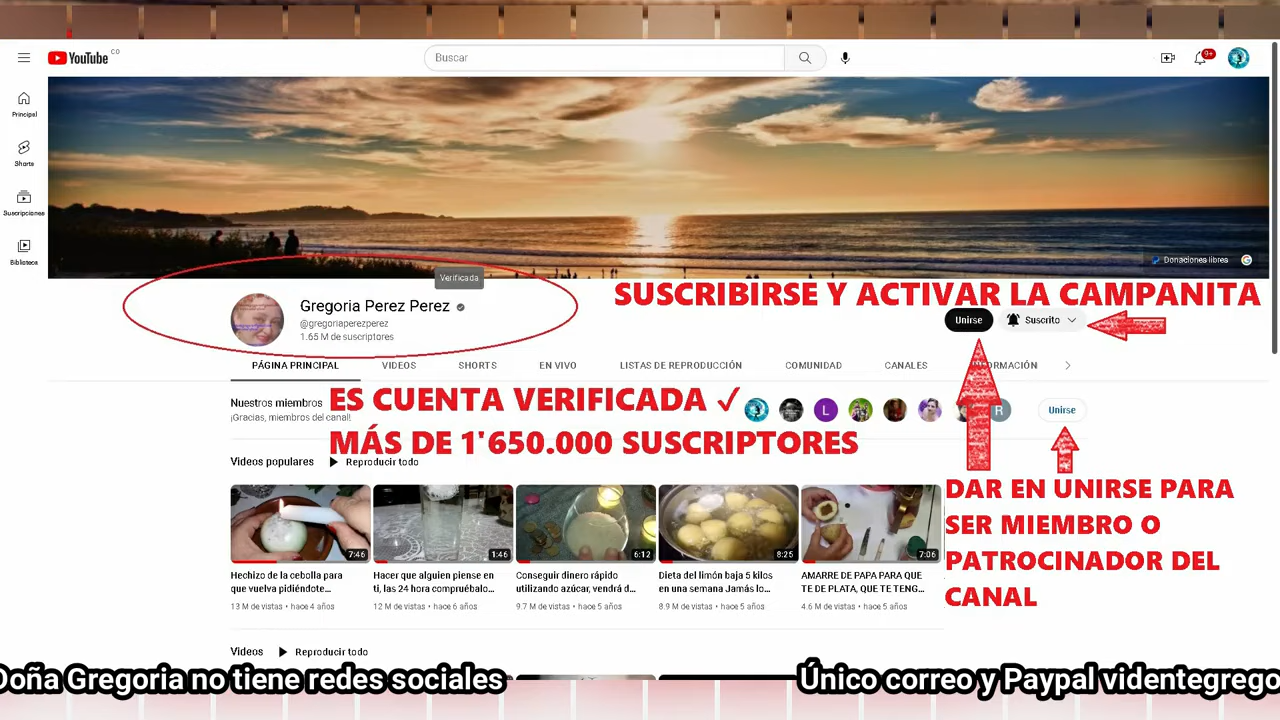 YouTube CO
Buscar
9+
Principal
Shorts
Suscripciones
Biblioteca
Donaciones libres
Verificada
Gregoria Perez Perez
@gregoriaperezperez
1.65 M de suscriptores
SUSCRIBIRSE Y ACTIVAR LA CAMPANITA
Unirse
Suscrito
PÁGINA PRINCIPAL VIDEOS SHORTS EN VIVO LISTAS DE REPRODUCCIÓN COMUNIDAD CANALES
Nuestros miembros
¡Gracias, miembros del canal!
ES CUENTA VERIFICADA ✓
L
R
Unirse
MÁS DE 1'650.000 SUSCRIPTORES
Videos populares Reproducir todo
DAR EN UNIRSE PARA
SER MIEMBRO O
PATROCINADOR DEL
CANAL
7:46
1:46
6:12
8:25
7:06
Hechizo de la cebolla para
que vuelva pidiéndote...
13 M de vistas • hace 4 años
Hacer que alguien piense en
ti, las 24 hora compruébalo...
12 M de vistas • hace 6 años
Conseguir dinero rápido
utilizando azúcar, vendrá d...
9.7 M de vistas • hace 5 años
Dieta del limón baja 5 kilos
en una semana Jamás lo...
8.9 M de vistas • hace 5 años
AMARRE DE PAPA PARA QUE
TE DE PLATA, QUE TE TENG...
4.6 M de vistas • hace 5 años
Videos Reproducir todo
Doña Gregoria no tiene redes sociales
Único correo y Paypal videntegrego